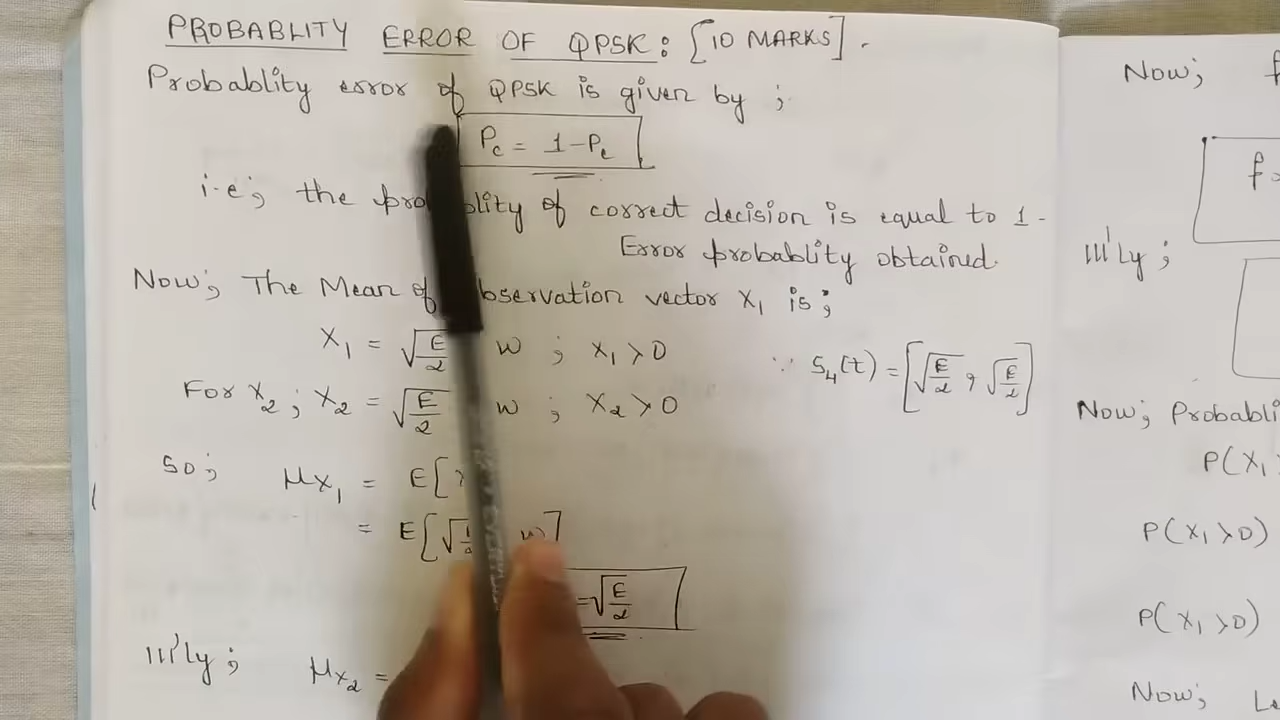 PROBABLITY ERROR OF QPSK: [10 MARKS].
Probablity error of QPSK is given by ;
Pc = 1-Pe
i.e; the probablity of correct decision is equal to 1 -
Error probablity obtained.
Now; The Mean of observation vector X1 is;
X1 = √E/2 w ; X1 > 0
∵ S4(t) = [√E/2 , √E/2]
For X2; X2 = √E/2 w ; X2 > 0
SO; μX1 = E[
= E[√ w]
= √E/2
lll'ly; μX2 =
Now;
f =
lll'ly;
Now; Probabli
P(X1 >
P(X1 >0)
P(X1 >0)
Now; Le